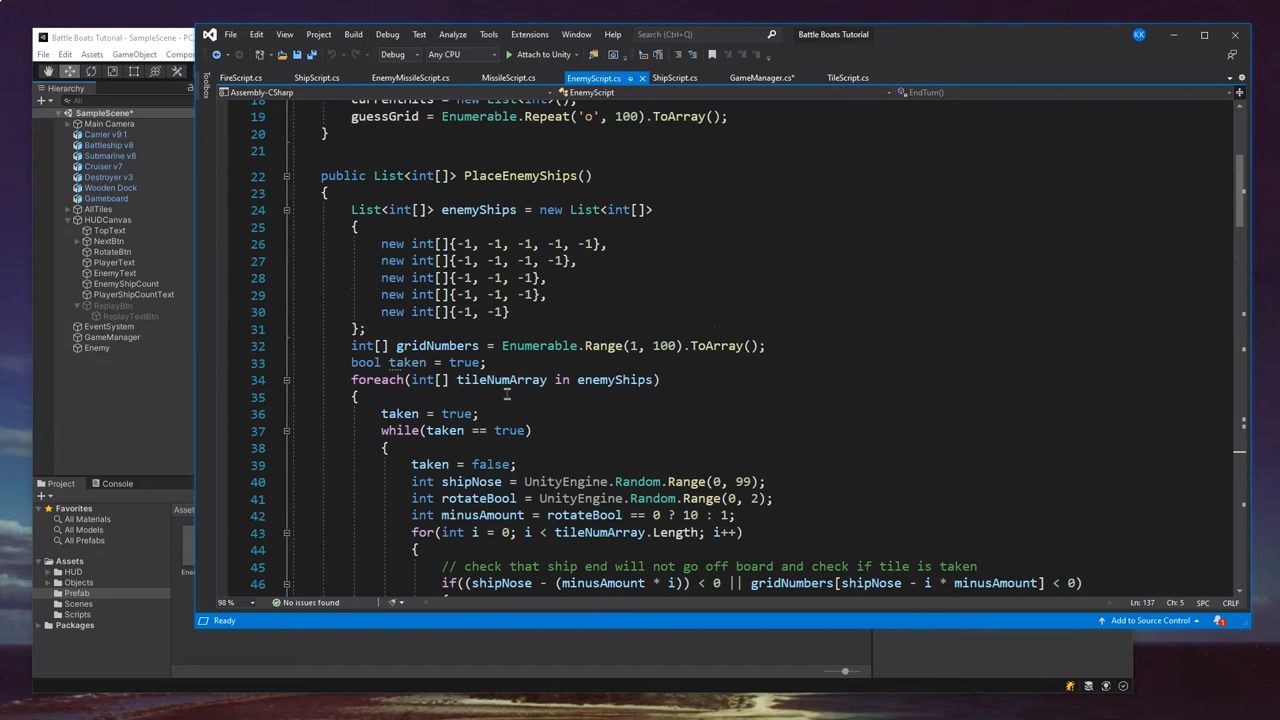 Battle Boats Tutorial - SampleScene - PC,
File Edit Assets GameObject Compon
Hierarchy
All
SampleScene*
Main Camera
Carrier v9 1
Battleship v8
Submarine v8
Cruiser v7
Destroyer v3
Wooden Dock
Gameboard
AllTiles
HUDCanvas
TopText
NextBtn
RotateBtn
PlayerText
EnemyText
EnemyShipCount
PlayerShipCountText
ReplayBtn
ReplayTextBtn
EventSystem
GameManager
Enemy
Project Console
Favorites
All Materials
All Models
All Prefabs
Assets
HUD
Objects
Prefab
Scenes
Scripts
Packages
Asset
En
File Edit View Project Build Debug Test Analyze Tools Extensions Window Help Search (Ctrl+Q) Battle Boats Tutorial KK
Debug Any CPU Attach to Unity
Toolbox
FireScript.cs ShipScript.cs EnemyMissileScript.cs MissileScript.cs EnemyScript.cs ShipScript.cs GameManager.cs* TileScript.cs
Assembly-CSharp EnemyScript EndTurn()
18 currentHits = new List<int>();
19 guessGrid = Enumerable.Repeat('o', 100).ToArray();
20 }
21
22 public List<int[]> PlaceEnemyShips()
23 {
24 List<int[]> enemyShips = new List<int[]>
25 {
26 new int[]{-1, -1, -1, -1, -1},
27 new int[]{-1, -1, -1, -1},
28 new int[]{-1, -1, -1},
29 new int[]{-1, -1, -1},
30 new int[]{-1, -1}
31 };
32 int[] gridNumbers = Enumerable.Range(1, 100).ToArray();
33 bool taken = true;
34 foreach(int[] tileNumArray in enemyShips)
35 {
36 taken = true;
37 while(taken == true)
38 {
39 taken = false;
40 int shipNose = UnityEngine.Random.Range(0, 99);
41 int rotateBool = UnityEngine.Random.Range(0, 2);
42 int minusAmount = rotateBool == 0 ? 10 : 1;
43 for(int i = 0; i < tileNumArray.Length; i++)
44 {
45 // check that ship end will not go off board and check if tile is taken
46 if((shipNose - (minusAmount * i)) < 0 || gridNumbers[shipNose - i * minusAmount] < 0)
98 % No issues found Ln: 137 Ch: 5 SPC CRLF
Ready Add to Source Control 1